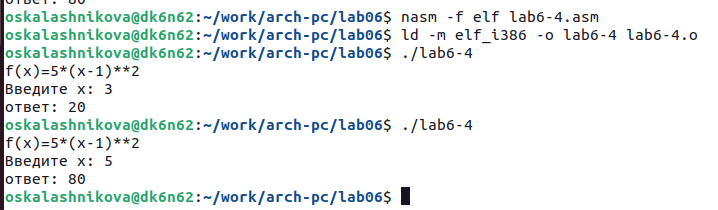 ответ: 80
oskalashnikova@dk6n62:~/work/arch-pc/lab06$ nasm -f elf lab6-4.asm
oskalashnikova@dk6n62:~/work/arch-pc/lab06$ ld -m elf_i386 -o lab6-4 lab6-4.o
oskalashnikova@dk6n62:~/work/arch-pc/lab06$ ./lab6-4
f(x)=5*(x-1)**2
Введите x: 3
ответ: 20
oskalashnikova@dk6n62:~/work/arch-pc/lab06$ ./lab6-4
f(x)=5*(x-1)**2
Введите x: 5
ответ: 80
oskalashnikova@dk6n62:~/work/arch-pc/lab06$